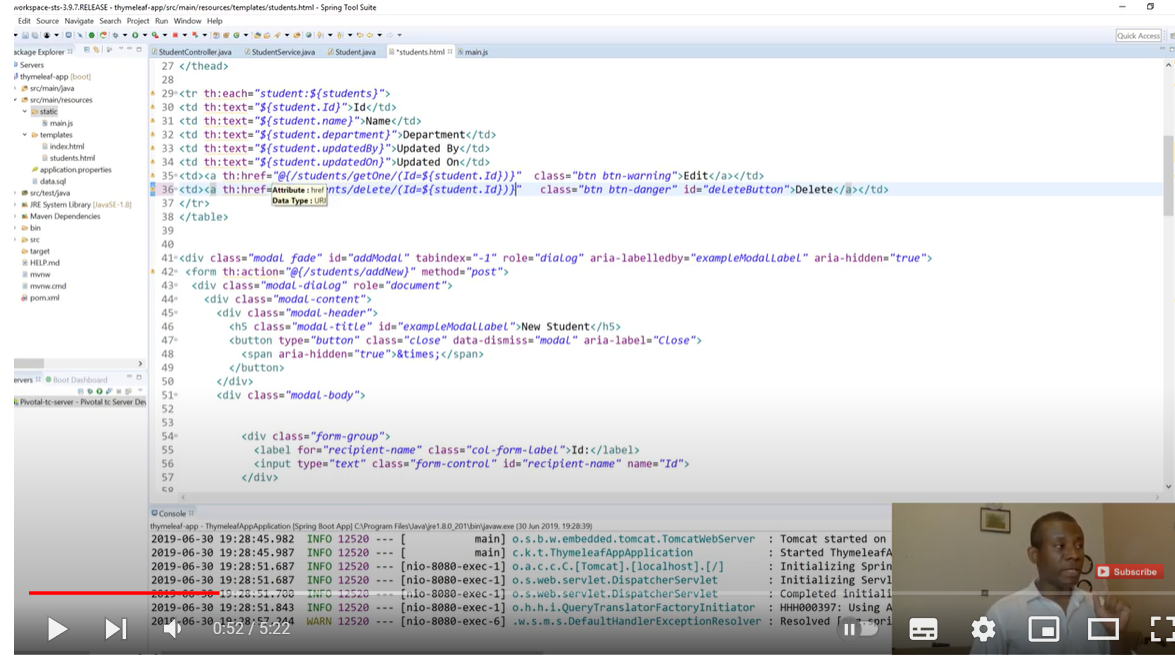 workspace-sts-3.9.7.RELEASE - thymeleaf-app/src/main/resources/templates/students.html - Spring Tool Suite
Edit Source Navigate Search Project Run Window Help
Quick Access
ackage Explorer
StudentController.java StudentService.java Student.java *students.html main.js
Servers
thymeleaf-app [boot]
src/main/java
src/main/resources
static
main.js
templates
index.html
students.html
application.properties
data.sql
src/test/java
JRE System Library [JavaSE-1.8]
Maven Dependencies
bin
src
target
HELP.md
mvnw
mvnw.cmd
pom.xml
ervers Boot Dashboard
Pivotal-tc-server - Pivotal tc Server Dev
27 </thead>
28
29 <tr th:each="student:${students}">
30 <td th:text="${student.Id}">Id</td>
31 <td th:text="${student.name}">Name</td>
32 <td th:text="${student.department}">Department</td>
33 <td th:text="${student.updatedBy}">Updated By</td>
34 <td th:text="${student.updatedOn}">Updated On</td>
35 <td><a th:href="@{/students/getOne/(Id=${student.Id})}" class="btn btn-warning">Edit</a></td>
36 <td><a th:href= nts/delete/(Id=${student.Id})}" class="btn btn-danger" id="deleteButton">Delete</a></td>
Attribute : href
Data Type : URI
37 </tr>
38 </table>
39
40
41 <div class="modal fade" id="addModal" tabindex="-1" role="dialog" aria-labelledby="exampleModalLabel" aria-hidden="true">
42 <form th:action="@{/students/addNew}" method="post">
43 <div class="modal-dialog" role="document">
44 <div class="modal-content">
45 <div class="modal-header">
46 <h5 class="modal-title" id="exampleModalLabel">New Student</h5>
47 <button type="button" class="close" data-dismiss="modal" aria-label="Close">
48 <span aria-hidden="true">&times;</span>
49 </button>
50 </div>
51 <div class="modal-body">
52
53
54 <div class="form-group">
55 <label for="recipient-name" class="col-form-label">Id:</label>
56 <input type="text" class="form-control" id="recipient-name" name="Id">
57 </div>
58
Console
thymeleaf-app - ThymeleafAppApplication [Spring Boot App] C:\Program Files\Java\jre1.8.0_201\bin\javaw.exe (30 Jun 2019, 19:28:39)
2019-06-30 19:28:45.982 INFO 12520 --- [ main] o.s.b.w.embedded.tomcat.TomcatWebServer : Tomcat started on
2019-06-30 19:28:45.987 INFO 12520 --- [ main] c.k.t.ThymeleafAppApplication : Started ThymeleafA
2019-06-30 19:28:51.687 INFO 12520 --- [nio-8080-exec-1] o.a.c.c.C.[Tomcat].[localhost].[/] : Initializing Sprin
2019-06-30 19:28:51.687 INFO 12520 --- [nio-8080-exec-1] o.s.web.servlet.DispatcherServlet : Initializing Servl
2019-06-30 19:28:51.700 INFO 12520 --- [nio-8080-exec-1] o.s.web.servlet.DispatcherServlet : Completed initiali
2019-06-30 19:28:51.843 INFO 12520 --- [nio-8080-exec-1] o.h.h.i.QueryTranslatorFactoryInitiator : HHH000397: Using A
WARN 12520 --- [nio-8080-exec-6] .w.s.m.s.DefaultHandlerExceptionResolver : Resolved
Subscribe
0:52 / 5:22